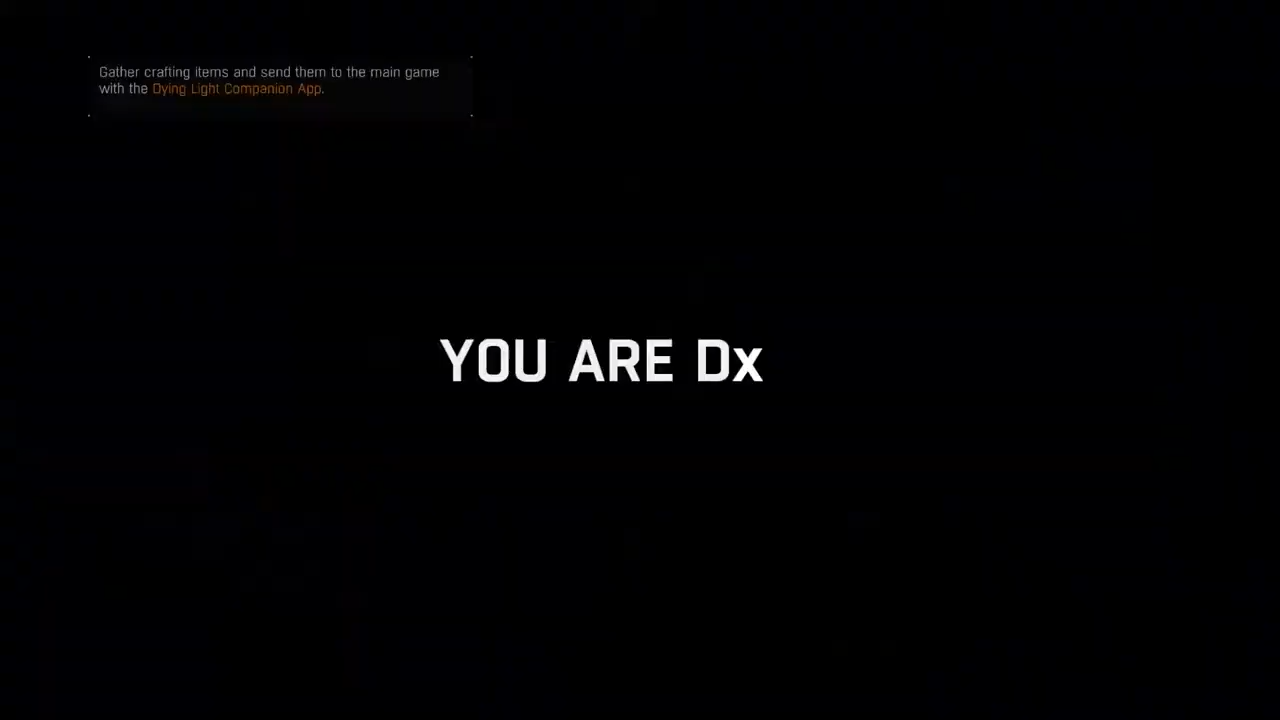 Gather crafting items and send them to the main game
with the Dying Light Companion App.
YOU ARE Dx